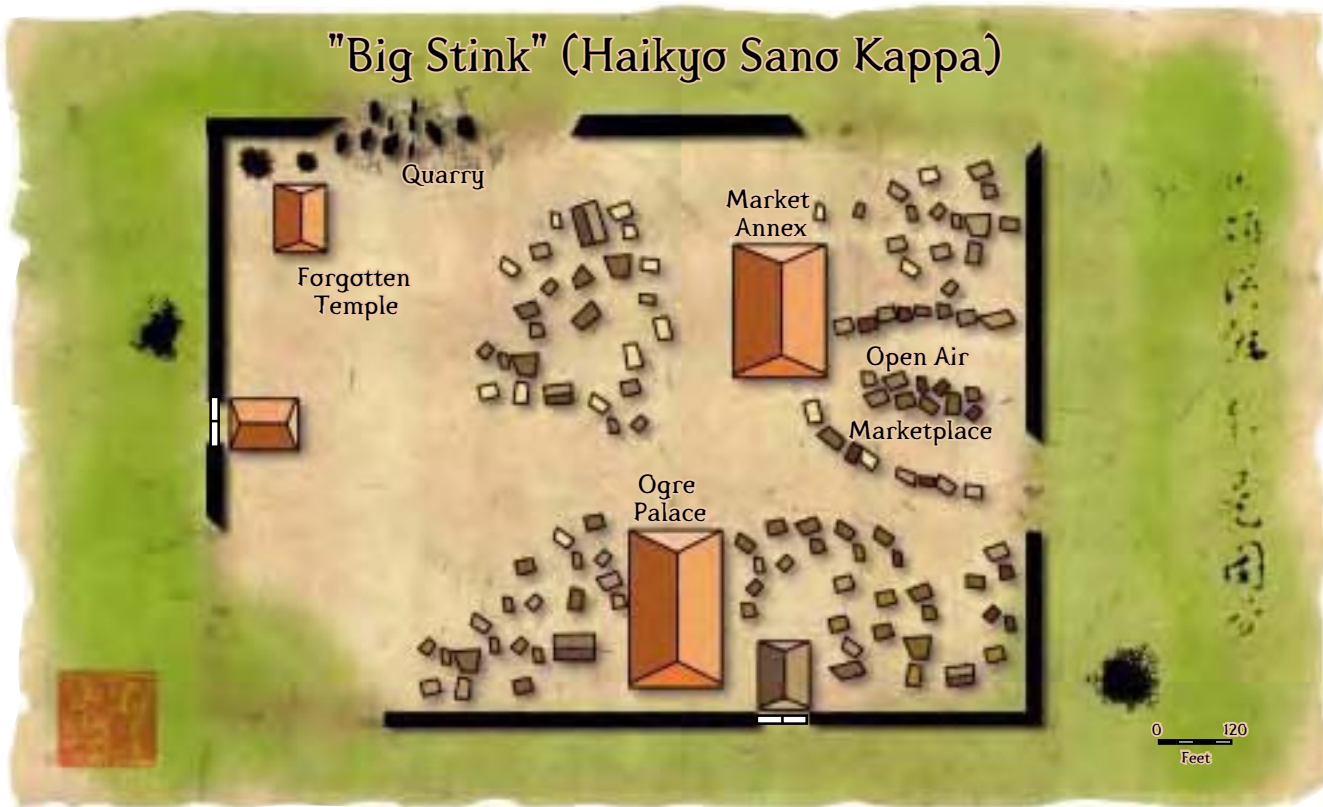 "Big Stink" (Haikyo Sano Kappa)
Quarry
Market
Annex
Forgotten
Temple
Open Air
Marketplace
Ogre
Palace
0 120
Feet